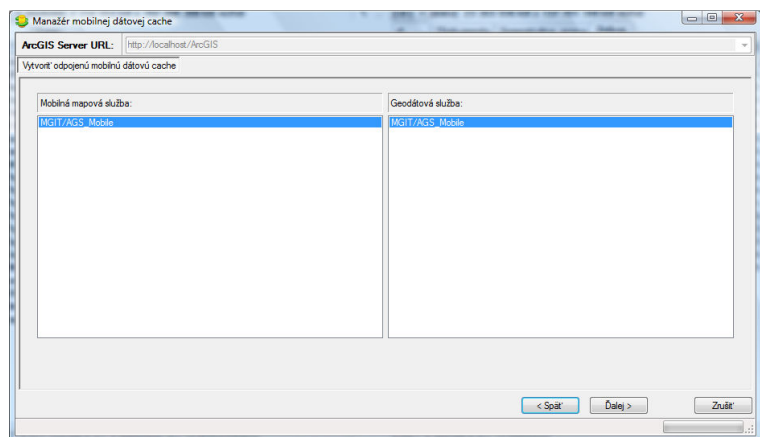 Manažér mobilnej dátovej cache
ArcGIS Server URL: http://localhost/ArcGIS
Vytvoriť odpojenú mobilnú dátovú cache
Mobilná mapová služba:
Geodátová služba:
MGIT/AGS_Mobile
MGIT/AGS_Mobile
< Späť
Ďalej >
Zrušiť